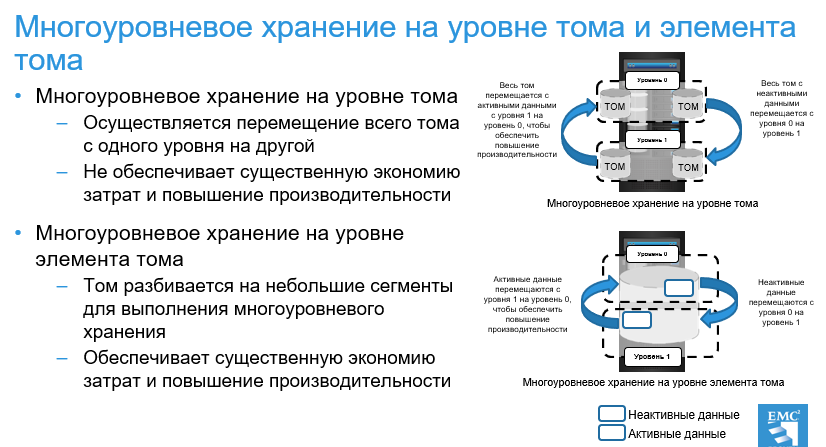 Многоуровневое хранение на уровне тома и элемента
тома
• Многоуровневое хранение на уровне тома
– Осуществляется перемещение всего тома
с одного уровня на другой
– Не обеспечивает существенную экономию
затрат и повышение производительности
• Многоуровневое хранение на уровне
элемента тома
– Том разбивается на небольшие сегменты
для выполнения многоуровневого
хранения
– Обеспечивает существенную экономию
затрат и повышение производительности
Весь том
перемещается с
активными данными
с уровня 1 на
уровень 0, чтобы
обеспечить
повышение
производительности
Уровень 0
ТОМ
ТОМ
Уровень 1
ТОМ
ТОМ
Весь том с
неактивными
данными
перемещается с
уровня 0 на
уровень 1
Многоуровневое хранение на уровне тома
Активные данные
перемещаются с
уровня 1 на уровень 0,
чтобы обеспечить
повышение
производительности
Уровень 0
Уровень 1
Неактивные
данные
перемещаются с
уровня 0 на
уровень 1
Многоуровневое хранение на уровне элемента тома
Неактивные данные
Активные данные
EMC²